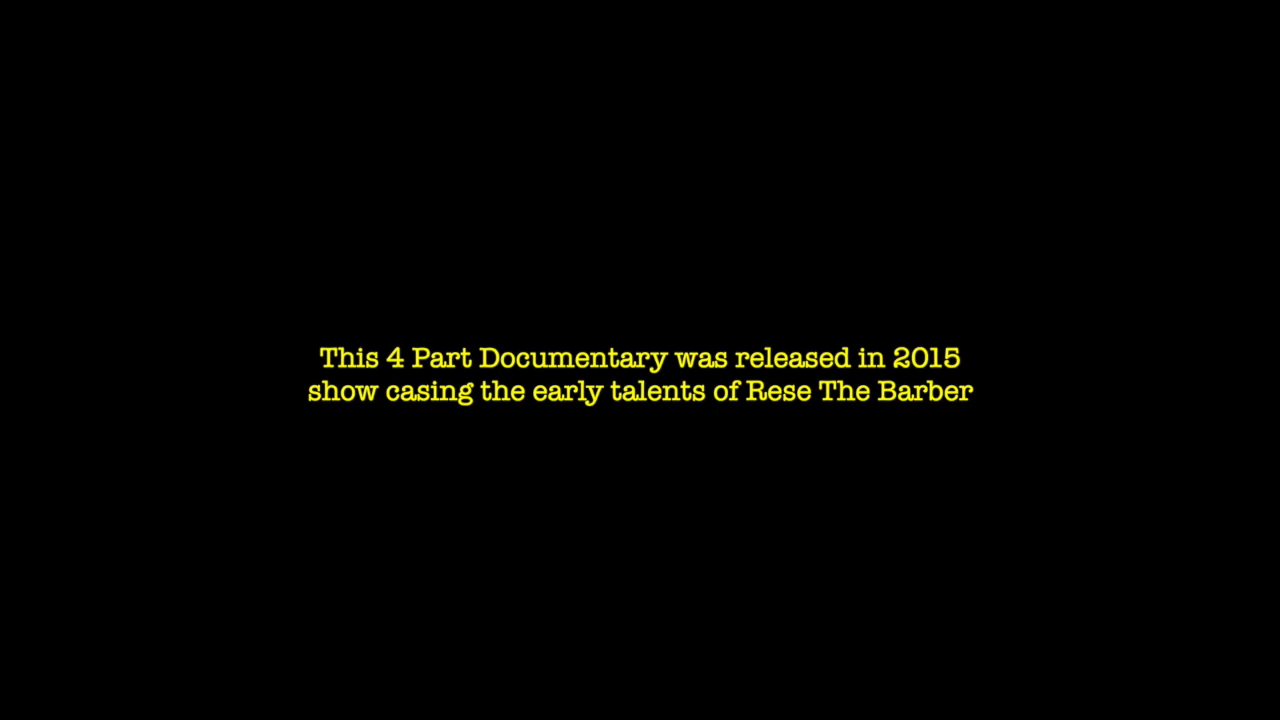 This 4 Part Documentary was released in 2015
show casing the early talents of Rese The Barber